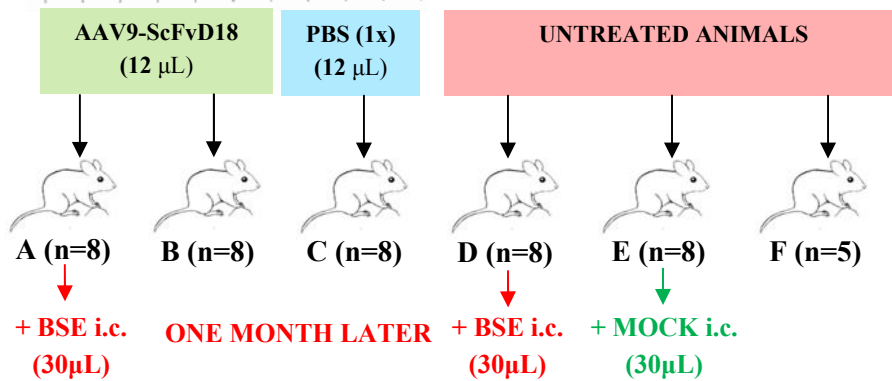 AAV9-ScFvD18
(12 μL)
PBS (1x)
(12 μL)
UNTREATED ANIMALS
A (n=8)
B (n=8)
C (n=8)
D (n=8)
E (n=8)
F (n=5)
+ BSE i.c.
(30μL)
ONE MONTH LATER
+ BSE i.c.
(30μL)
+ MOCK i.c.
(30μL)